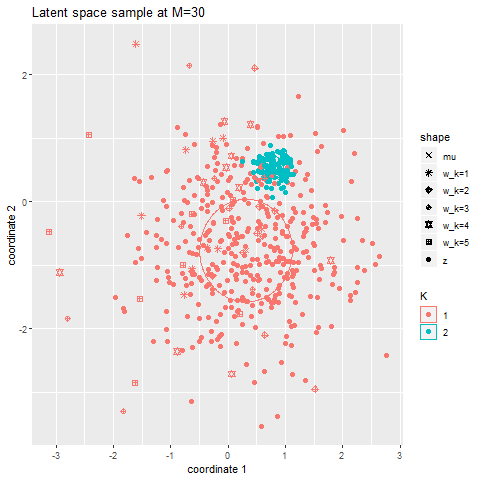 Latent space sample at M=30
coordinate 2
2
0
-2
-3
-2
-1
0
1
2
3
coordinate 1
shape
mu
w_k=1
w_k=2
w_k=3
w_k=4
w_k=5
z
K
1
2